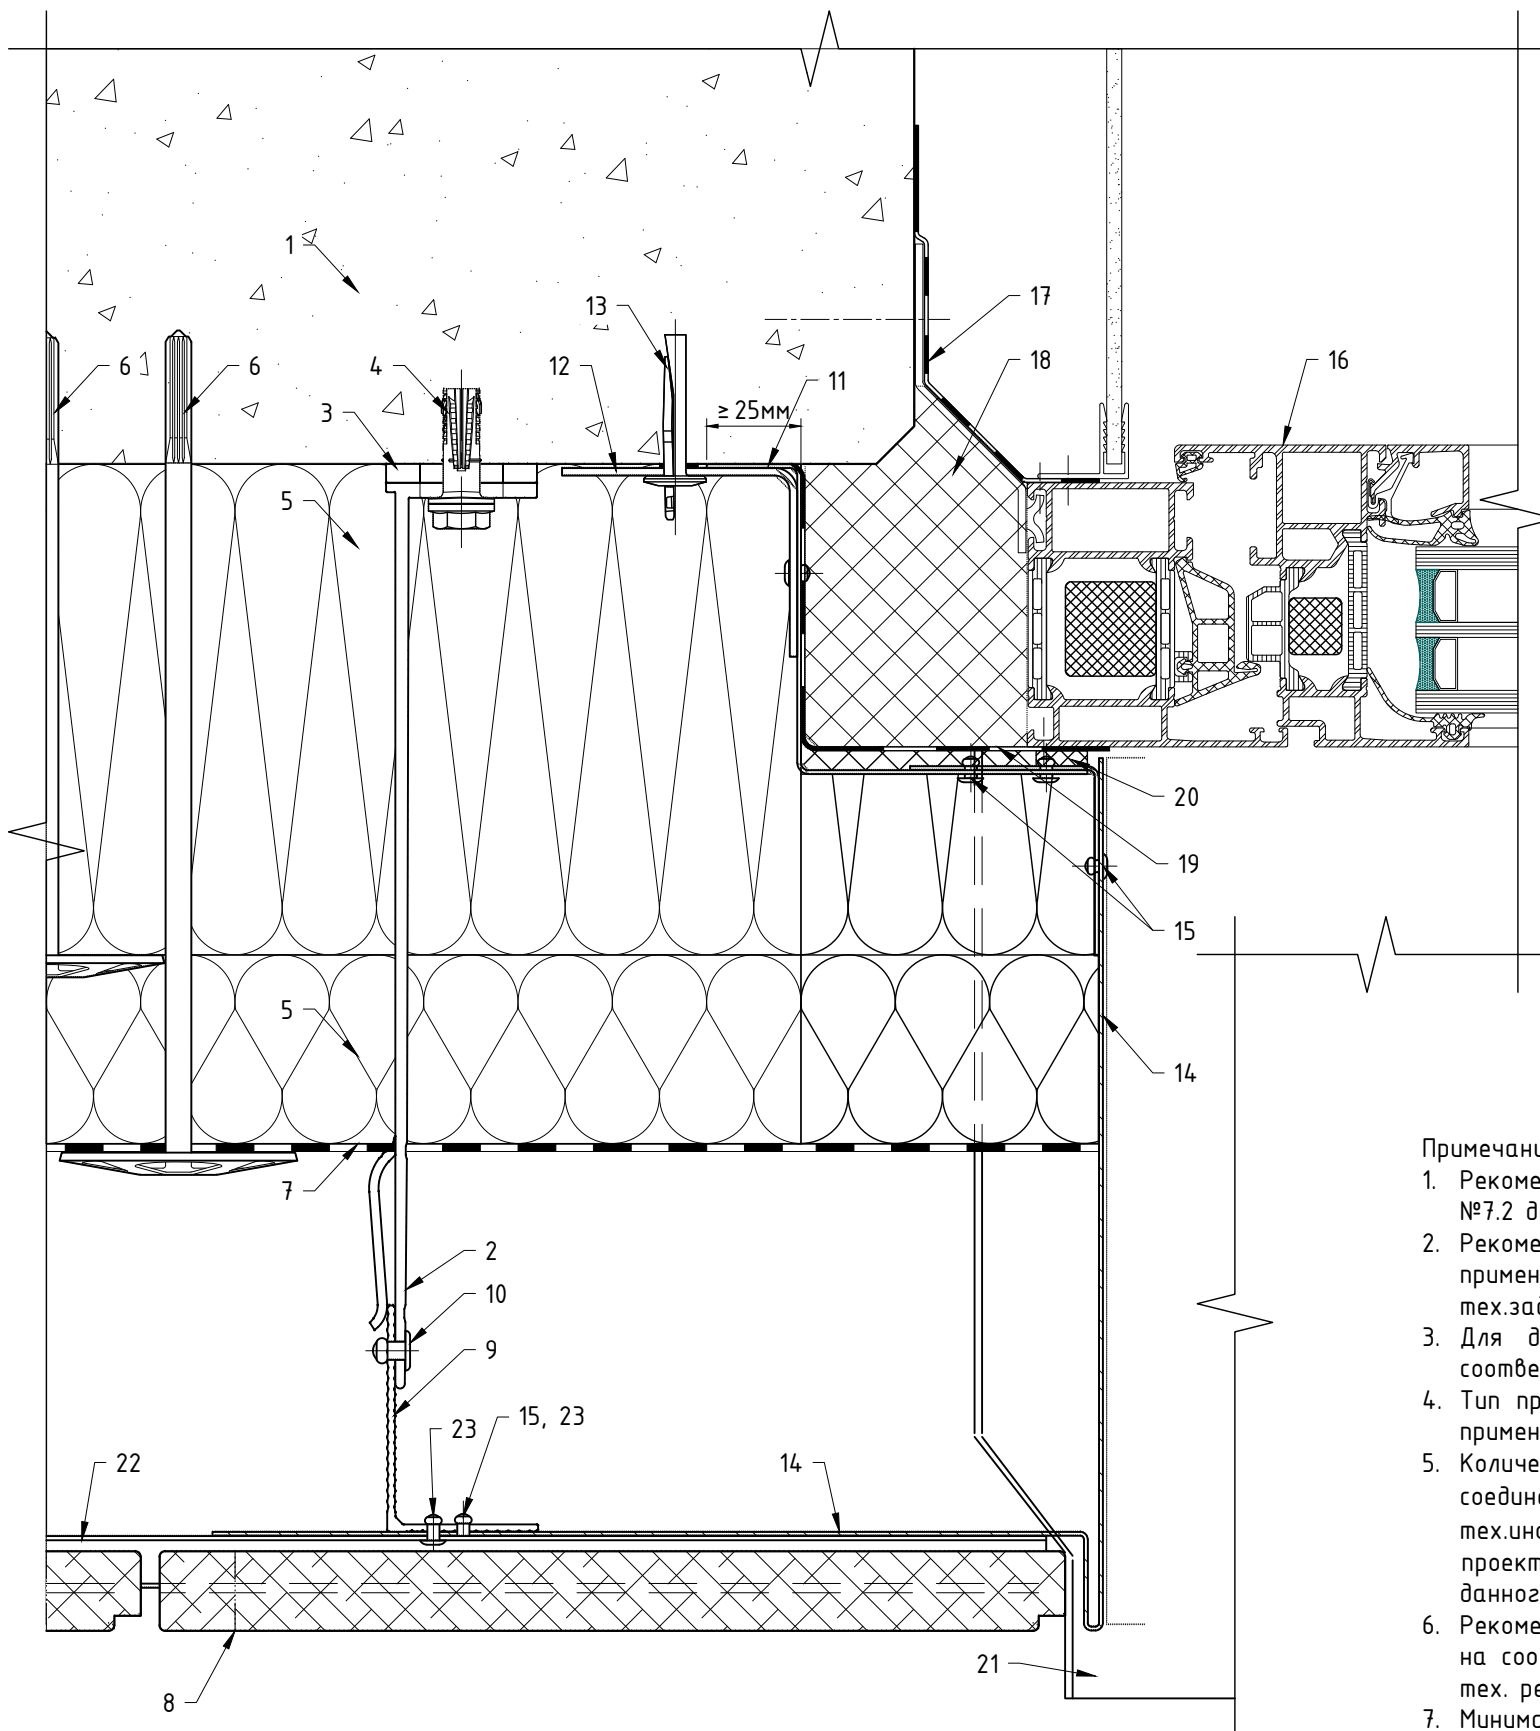 1
17
13
6
6
4
12
11
18
16
3
≥25мм
5
20
19
15
5
14
7
2
10
9
15, 23
23
22
14
21
8
Примечани
1. Рекоме
№7.2 д
2. Рекоме
примен
тех.за
3. Для д
соотве
4. Тип пр
примен
5. Количе
соедин
тех.инс
проект
данног
6. Рекоме
на соо
тех. ре
7. Минимо